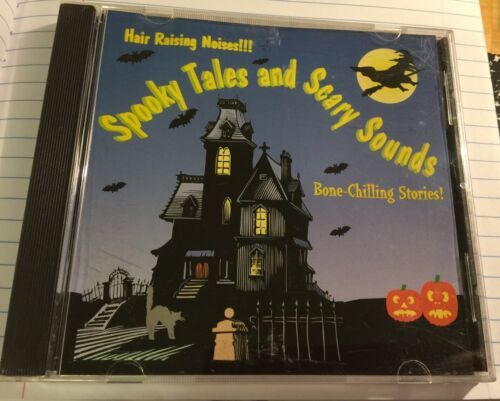 Hair Raising Noises!!!
Spooky Tales and Scary Sounds
Bone-Chilling Stories!